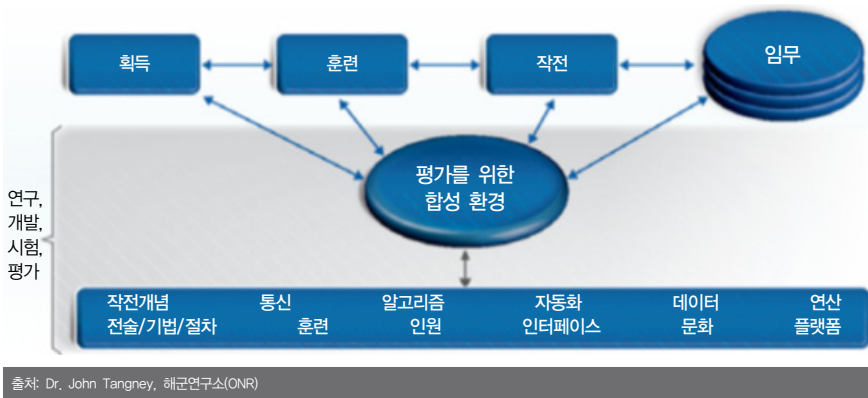 획득 훈련 작전 임무
평가를 위한
합성 환경
연구,
개발,
시험,
평가
작전개념 통신 알고리즘 자동화 데이터 연산
전술/기법/절차 훈련 인원 인터페이스 문화 플랫폼
출처: Dr. John Tangney, 해군연구소(ONR)